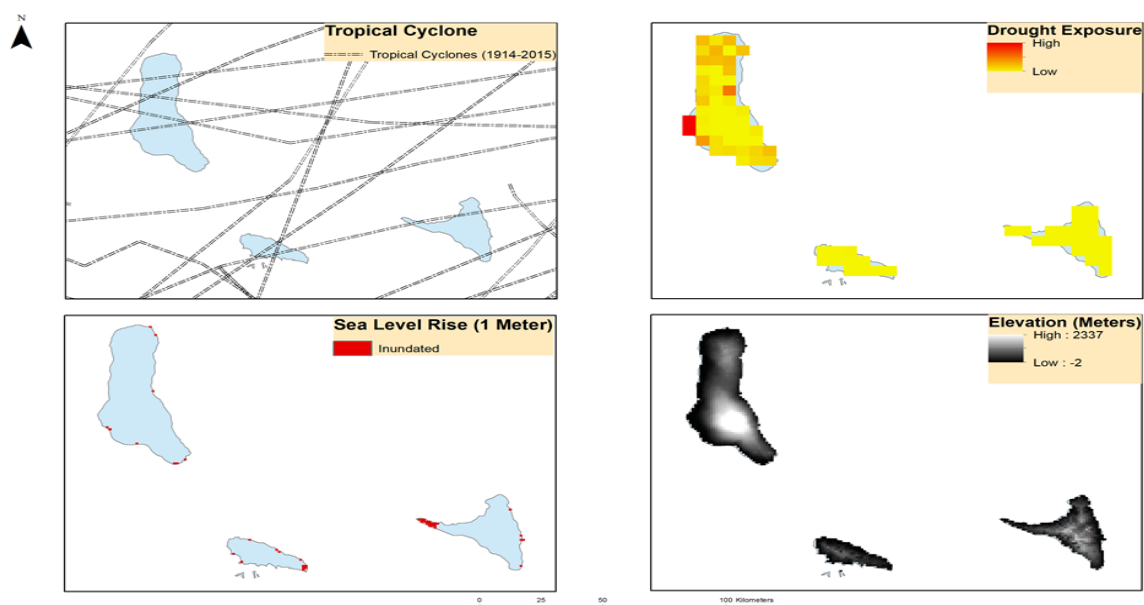 N
Tropical Cyclone
Tropical Cyclones (1914-2015)
Drought Exposure
High
Low
Sea Level Rise (1 Meter)
Inundated
Elevation (Meters)
High : 2337
Low : -2
0 25 50 100 Kilometers